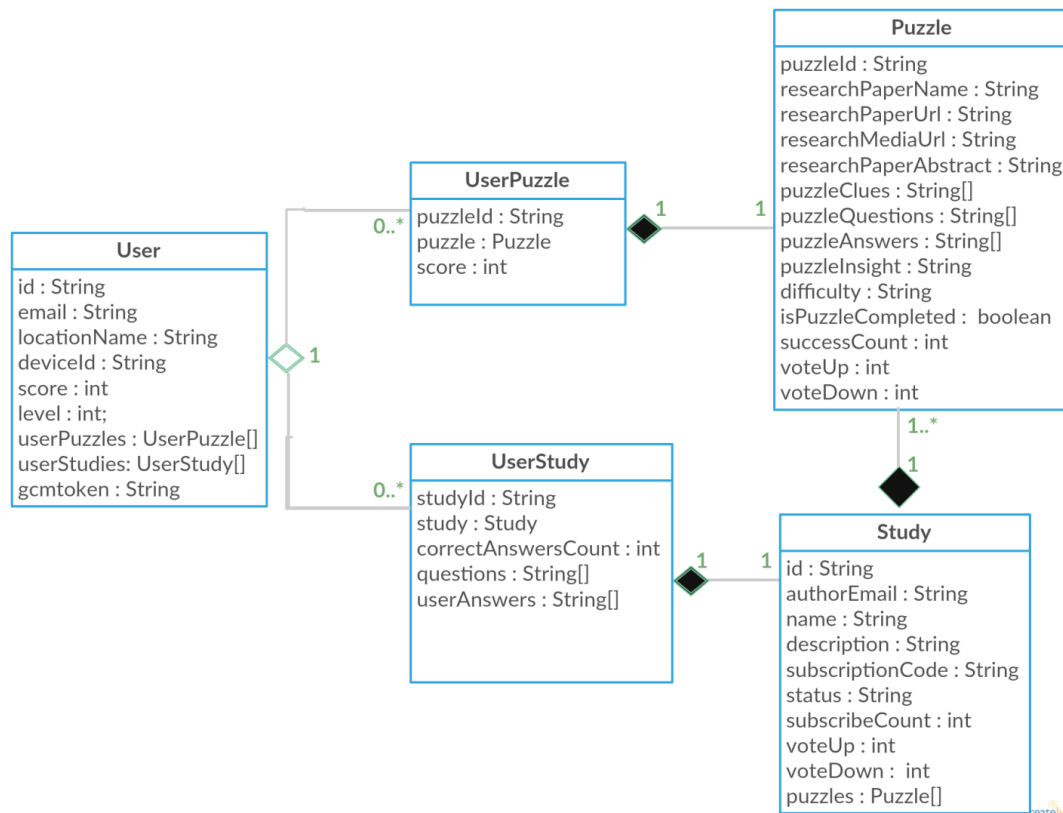 Puzzle
puzzleId : String
researchPaperName : String
researchPaperUrl : String
researchMediaUrl : String
researchPaperAbstract : String
puzzleClues : String[]
puzzleQuestions : String[]
puzzleAnswers : String[]
puzzleInsight : String
difficulty : String
isPuzzleCompleted : boolean
successCount : int
voteUp : int
voteDown : int
UserPuzzle
puzzleId : String
puzzle : Puzzle
score : int
0..*
1
1
User
id : String
email : String
locationName : String
deviceId : String
score : int
level : int;
userPuzzles : UserPuzzle[]
userStudies: UserStudy[]
gcmtoken : String
1
0..*
UserStudy
studyId : String
study : Study
correctAnswersCount : int
questions : String[]
userAnswers : String[]
1
1
1..*
1
Study
id : String
authorEmail : String
name : String
description : String
subscriptionCode : String
status : String
subscribeCount : int
voteUp : int
voteDown : int
puzzles : Puzzle[]